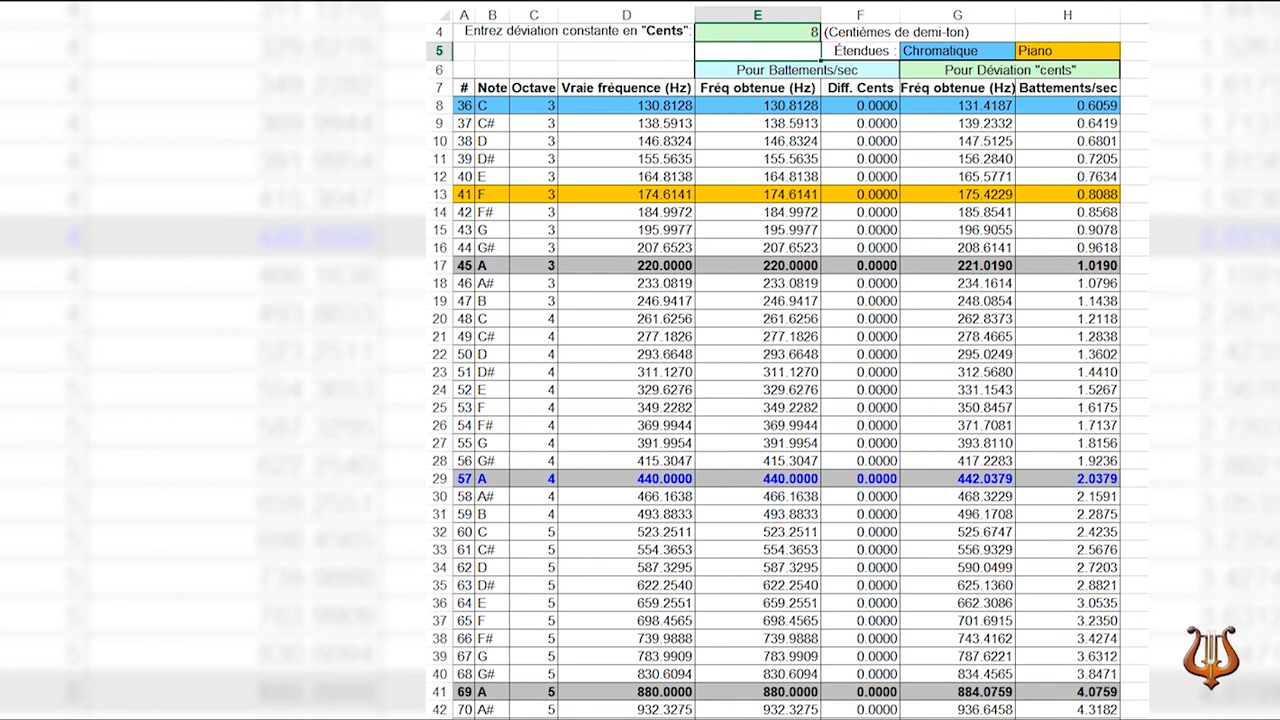 A B C D E F G H
4 Entrez déviation constante en "Cents": 8 (Centièmes de demi-ton)
5 Étendues : Chromatique Piano
6 Pour Battements/sec Pour Déviation "cents"
7 # Note Octave Vraie fréquence (Hz) Fréq obtenue (Hz) Diff. Cents Fréq obtenue (Hz) Battements/sec
8 36 C 3 130.8128 130.8128 0.0000 131.4187 0.6059
9 37 C# 3 138.5913 138.5913 0.0000 139.2332 0.6419
10 38 D 3 146.8324 146.8324 0.0000 147.5125 0.6801
11 39 D# 3 155.5635 155.5635 0.0000 156.2840 0.7205
12 40 E 3 164.8138 164.8138 0.0000 165.5771 0.7634
13 41 F 3 174.6141 174.6141 0.0000 175.4229 0.8088
14 42 F# 3 184.9972 184.9972 0.0000 185.8541 0.8568
15 43 G 3 195.9977 195.9977 0.0000 196.9055 0.9078
16 44 G# 3 207.6523 207.6523 0.0000 208.6141 0.9618
17 45 A 3 220.0000 220.0000 0.0000 221.0190 1.0190
18 46 A# 3 233.0819 233.0819 0.0000 234.1614 1.0796
19 47 B 3 246.9417 246.9417 0.0000 248.0854 1.1438
20 48 C 4 261.6256 261.6256 0.0000 262.8373 1.2118
21 49 C# 4 277.1826 277.1826 0.0000 278.4665 1.2838
22 50 D 4 293.6648 293.6648 0.0000 295.0249 1.3602
23 51 D# 4 311.1270 311.1270 0.0000 312.5680 1.4410
24 52 E 4 329.6276 329.6276 0.0000 331.1543 1.5267
25 53 F 4 349.2282 349.2282 0.0000 350.8457 1.6175
26 54 F# 4 369.9944 369.9944 0.0000 371.7081 1.7137
27 55 G 4 391.9954 391.9954 0.0000 393.8110 1.8156
28 56 G# 4 415.3047 415.3047 0.0000 417.2283 1.9236
29 57 A 4 440.0000 440.0000 0.0000 442.0379 2.0379
30 58 A# 4 466.1638 466.1638 0.0000 468.3229 2.1591
31 59 B 4 493.8833 493.8833 0.0000 496.1708 2.2875
32 60 C 5 523.2511 523.2511 0.0000 525.6747 2.4235
33 61 C# 5 554.3653 554.3653 0.0000 556.9329 2.5676
34 62 D 5 587.3295 587.3295 0.0000 590.0499 2.7203
35 63 D# 5 622.2540 622.2540 0.0000 625.1360 2.8821
36 64 E 5 659.2551 659.2551 0.0000 662.3086 3.0535
37 65 F 5 698.4565 698.4565 0.0000 701.6915 3.2350
38 66 F# 5 739.9888 739.9888 0.0000 743.4162 3.4274
39 67 G 5 783.9909 783.9909 0.0000 787.6221 3.6312
40 68 G# 5 830.6094 830.6094 0.0000 834.4565 3.8471
41 69 A 5 880.0000 880.0000 0.0000 884.0759 4.0759
42 70 A# 5 932.3275 932.3275 0.0000 936.6458 4.3182